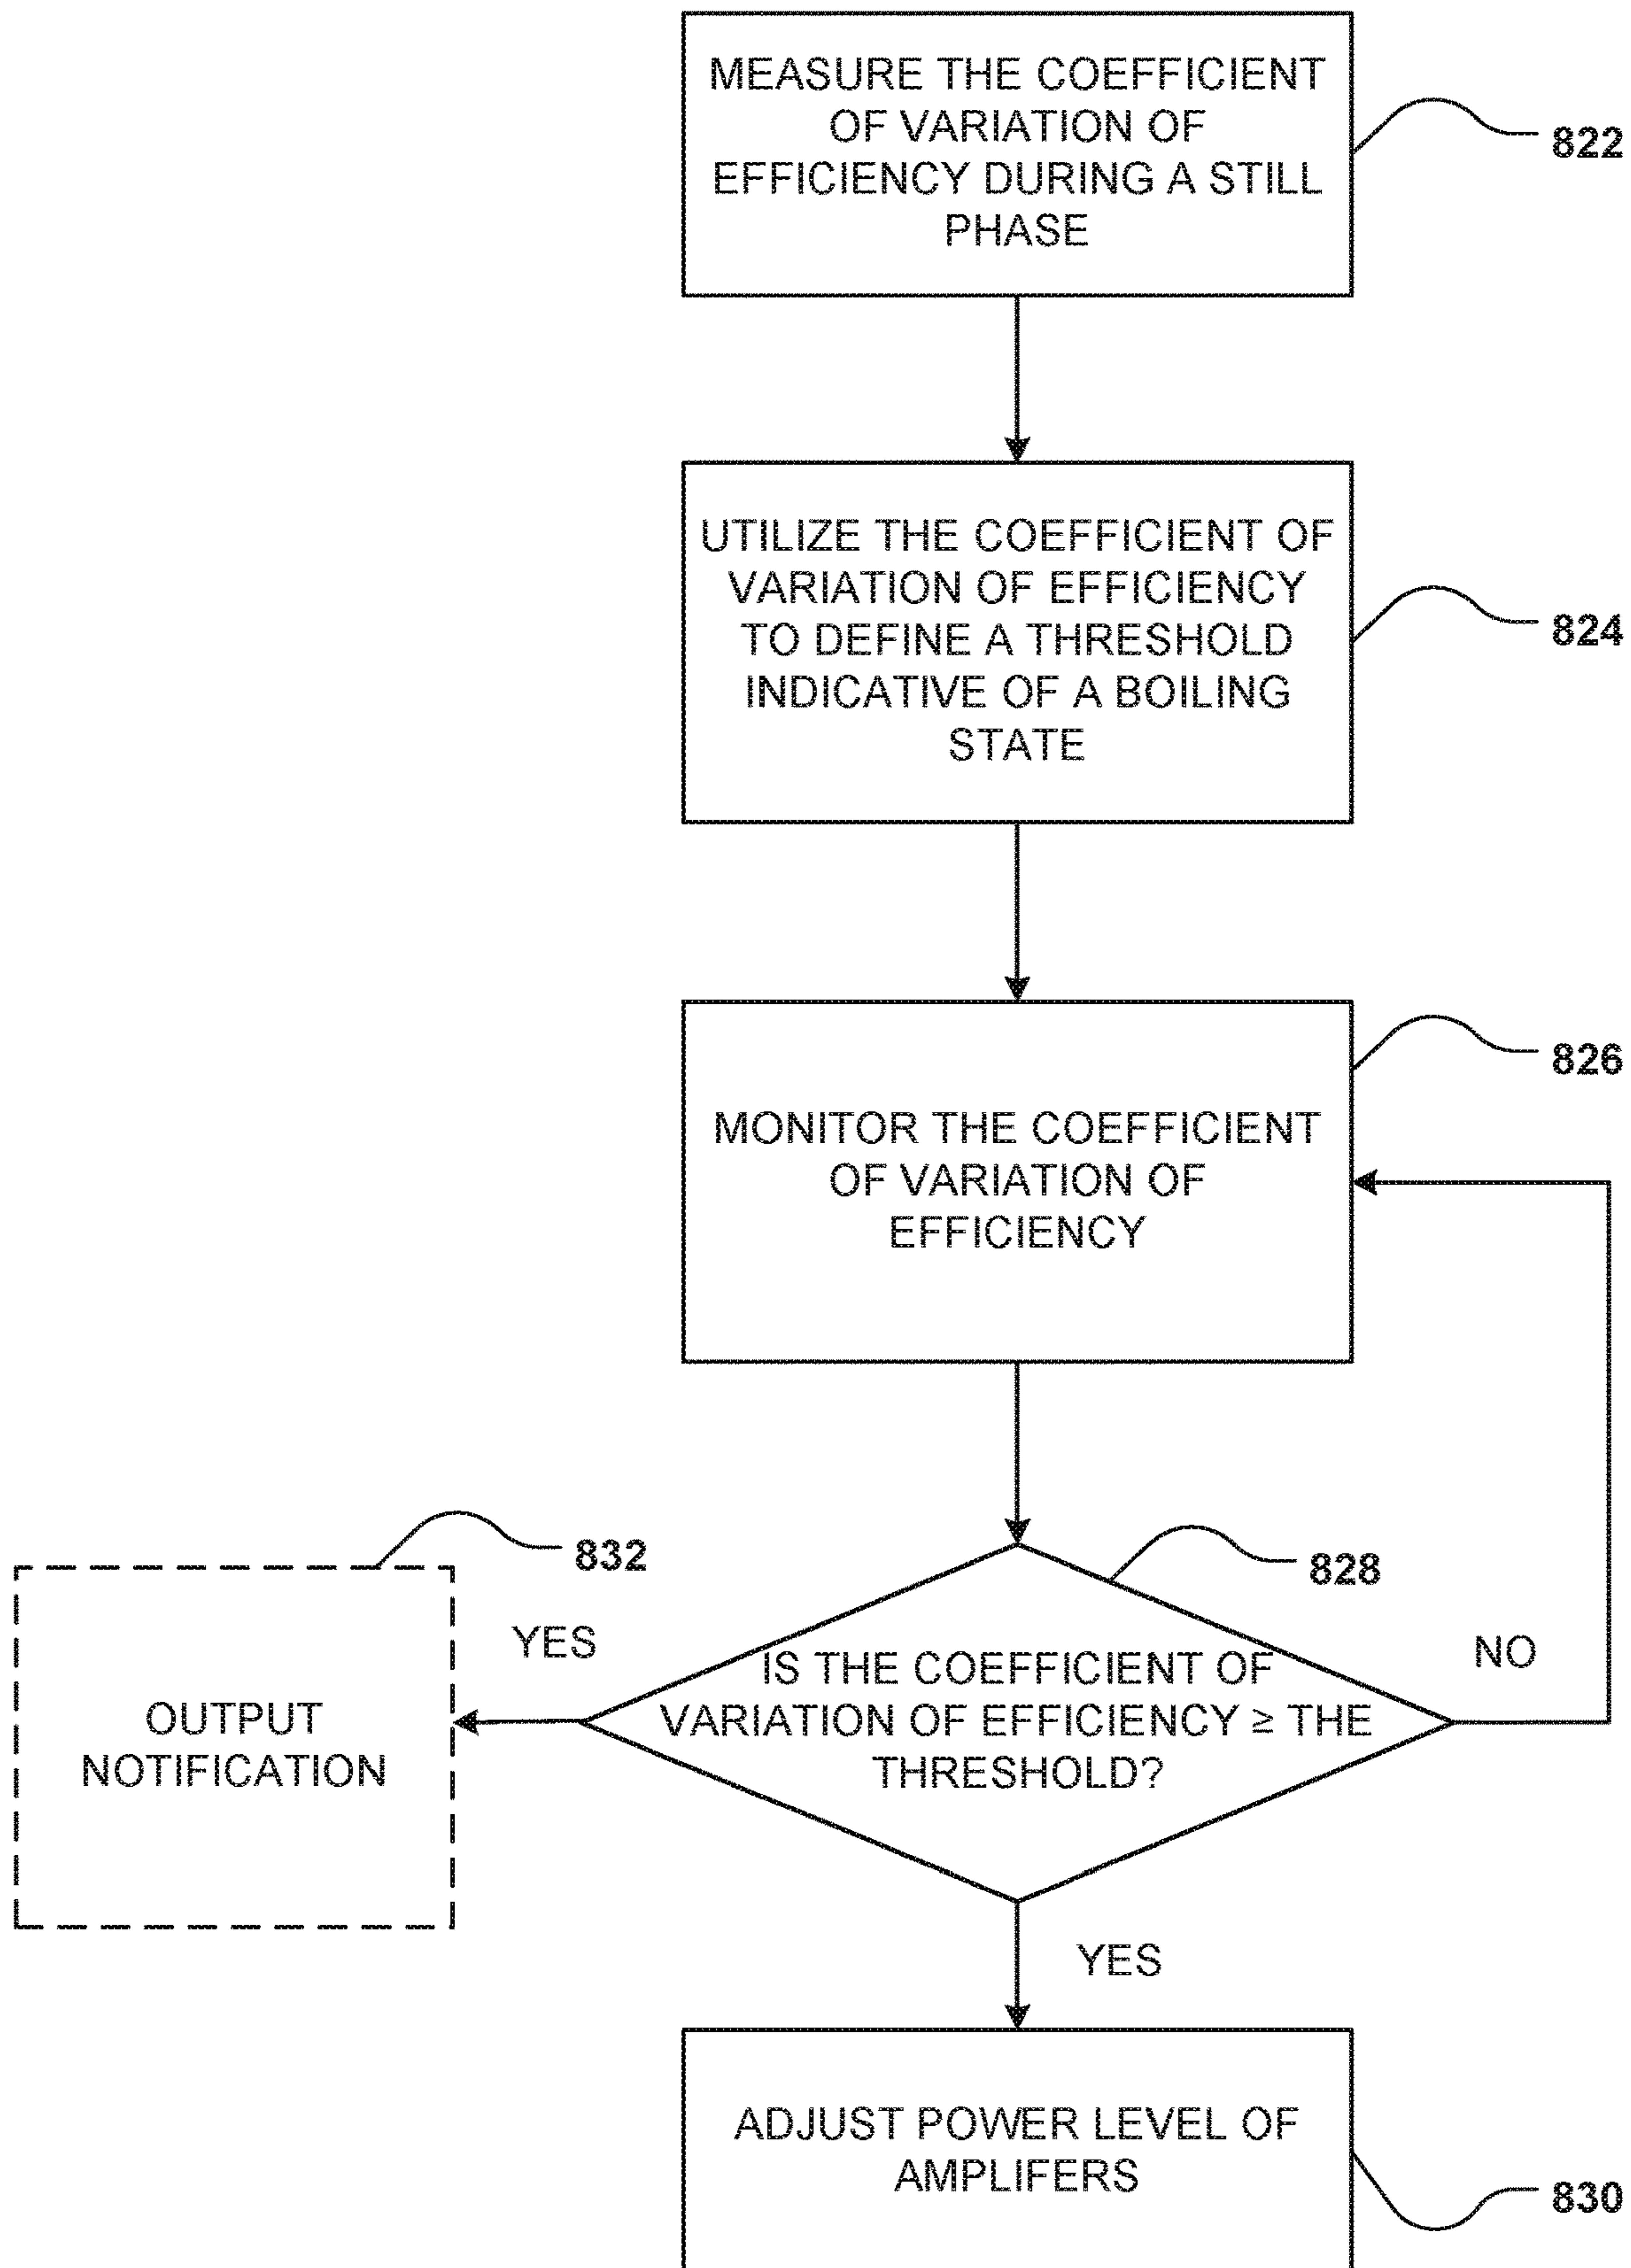 MEASURE THE COEFFICIENT
OF VARIATION OF
EFFICIENCY DURING A STILL
PHASE
822
UTILIZE THE COEFFICIENT OF
VARIATION OF EFFICIENCY
TO DEFINE A THRESHOLD
INDICATIVE OF A BOILING
STATE
824
826
MONITOR THE COEFFICIENT
OF VARIATION OF
EFFICIENCY
832
828
YES
NO
IS THE COEFFICIENT OF
VARIATION OF EFFICIENCY ≥ THE
THRESHOLD?
OUTPUT
NOTIFICATION
YES
ADJUST POWER LEVEL OF
AMPLIFERS
830